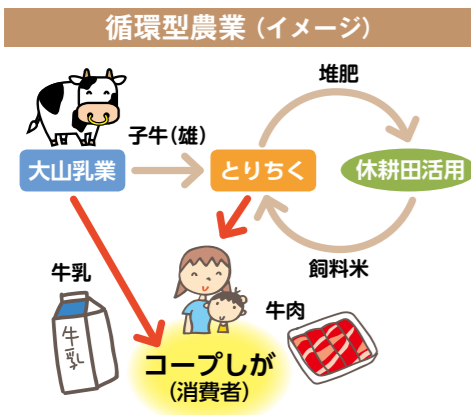 循環型農業（イメージ）
堆肥
子牛（雄）
大山乳業
とりちく
休耕田活用
飼料米
牛乳
牛乳
牛肉
コープしが
（消費者）